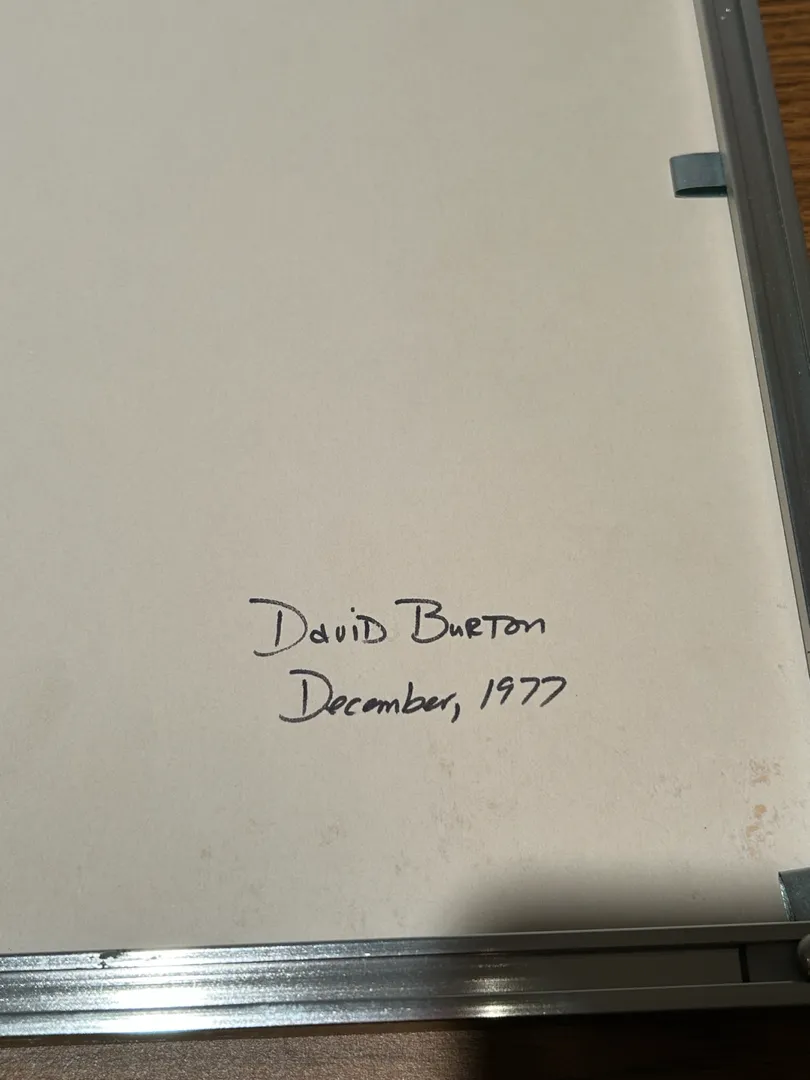 David Burton
December, 1977